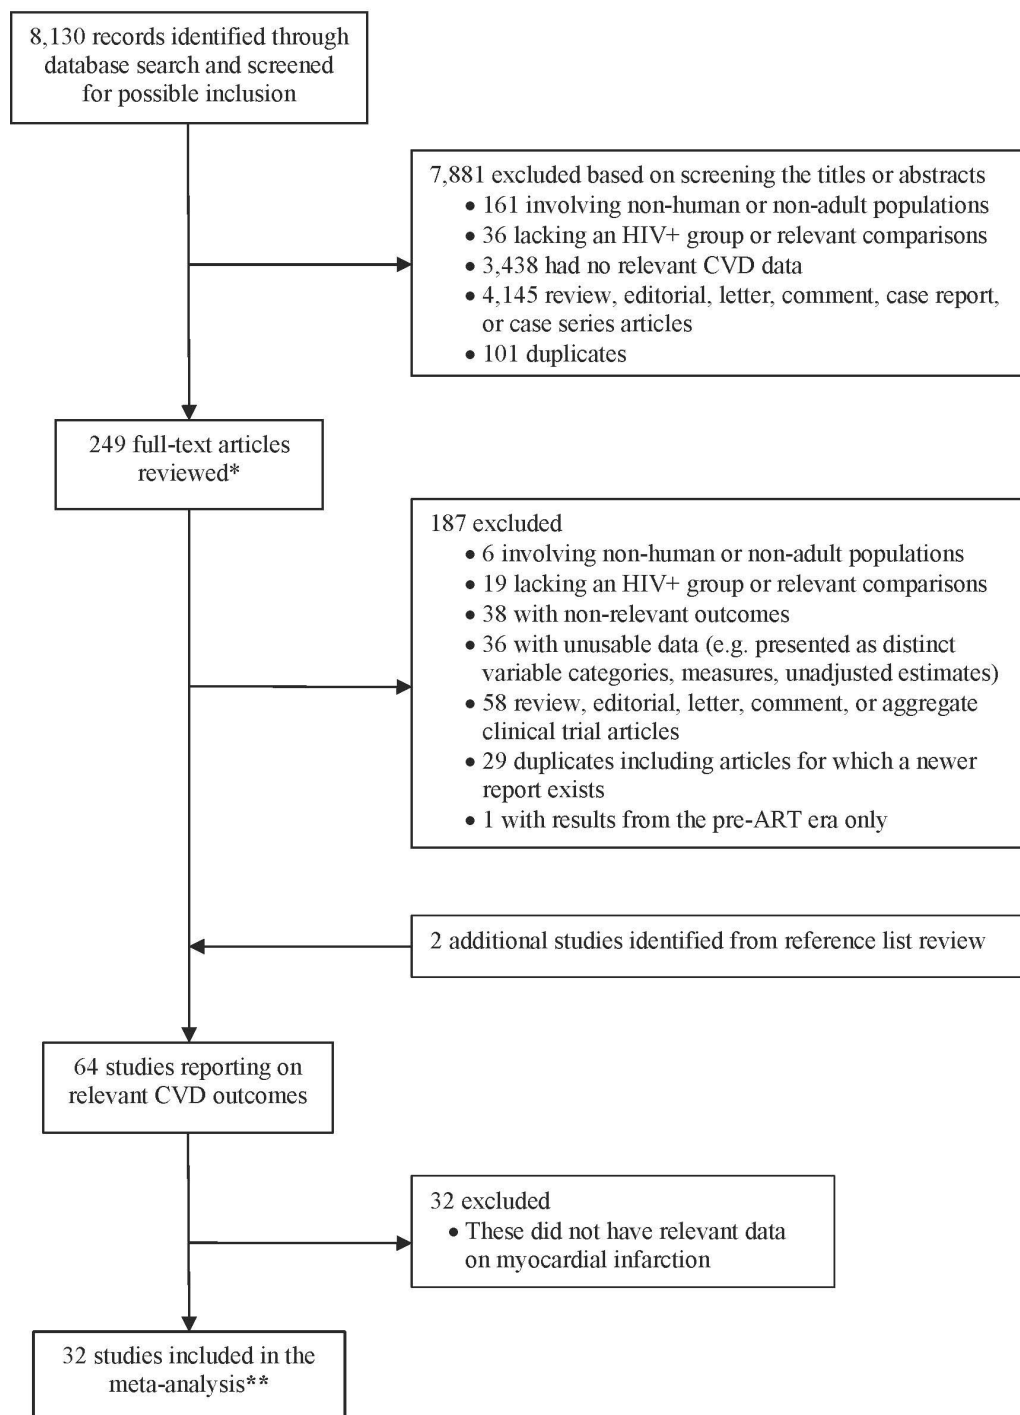 8,130 records identified through
database search and screened
for possible inclusion
7,881 excluded based on screening the titles or abstracts
• 161 involving non-human or non-adult populations
• 36 lacking an HIV+ group or relevant comparisons
• 3,438 had no relevant CVD data
• 4,145 review, editorial, letter, comment, case report,
or case series articles
• 101 duplicates
249 full-text articles
reviewed*
187 excluded
• 6 involving non-human or non-adult populations
• 19 lacking an HIV+ group or relevant comparisons
• 38 with non-relevant outcomes
• 36 with unusable data (e.g. presented as distinct
variable categories, measures, unadjusted estimates)
• 58 review, editorial, letter, comment, or aggregate
clinical trial articles
• 29 duplicates including articles for which a newer
report exists
• 1 with results from the pre-ART era only
2 additional studies identified from reference list review
64 studies reporting on
relevant CVD outcomes
32 excluded
• These did not have relevant data
on myocardial infarction
32 studies included in the
meta-analysis**